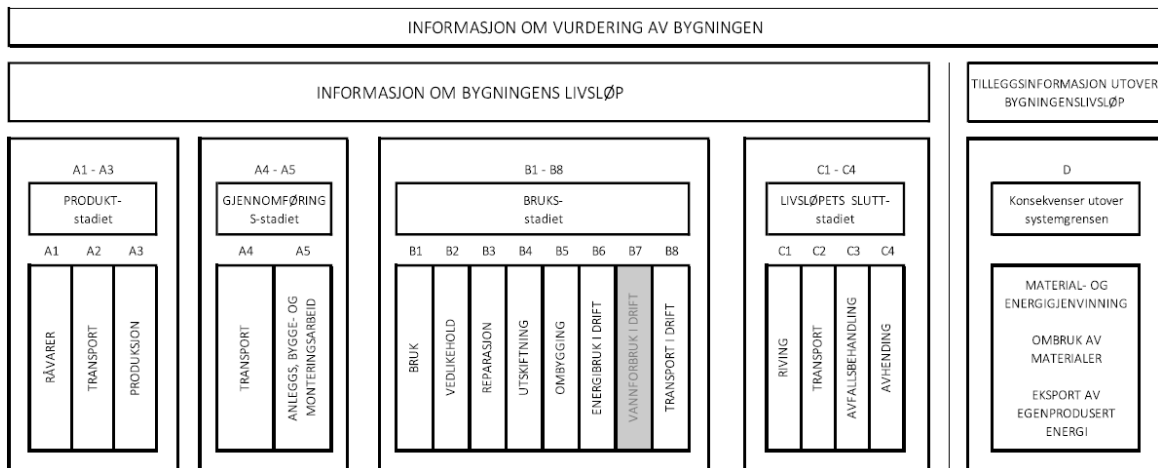 INFORMASJON OM VURDERING AV BYGNINGEN
INFORMASJON OM BYGNINGENS LIVSLØP
TILLEGGSINFORMASJON UTOVER
BYGNINGENSLIVSLØP
A1 - A3
PRODUKT-
stadiet
A1 A2 A3
RÅVARER
TRANSPORT
PRODUKSJON
A4 - A5
GJENNOMFØRING
S-stadiet
A4 A5
TRANSPORT
ANLEGGS, BYGGE- OG
MONTERINGSARBEID
B1 - B8
BRUKS-
stadiet
B1 B2 B3 B4 B5 B6 B7 B8
BRUK
VEDLIKEHOLD
REPARASJON
UTSKIFTNING
OMBYGGING
ENERGIBRUK I DRIFT
VANNFORBRUK I DRIFT
TRANSPORT I DRIFT
C1 - C4
LIVSLØPETS SLUTT-
stadiet
C1 C2 C3 C4
RIVING
TRANSPORT
AVFALLSBEHANDLING
AVHENDING
D
Konsekvenser utover
systemgrensen
MATERIAL- OG
ENERGIGJENVINNING
OMBRUK AV
MATERIALER
EKSPORT AV
EGENPRODUSERT
ENERGI